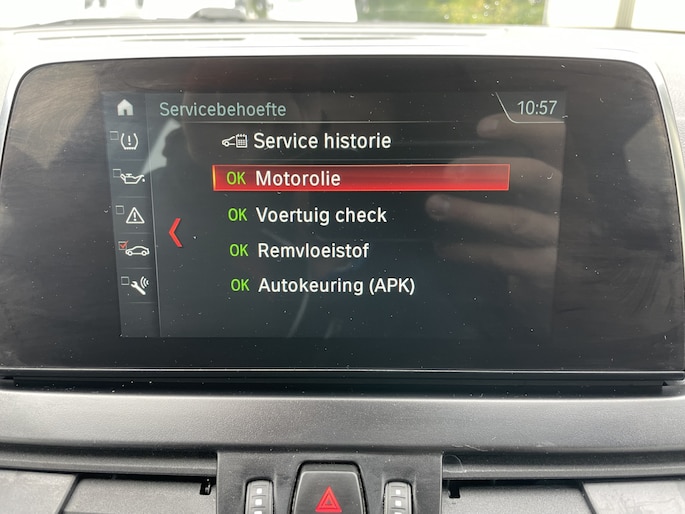 Servicebehoefte 10:57
Service historie
OK Motorolie
OK Voertuig check
OK Remvloeistof
OK Autokeuring (APK)